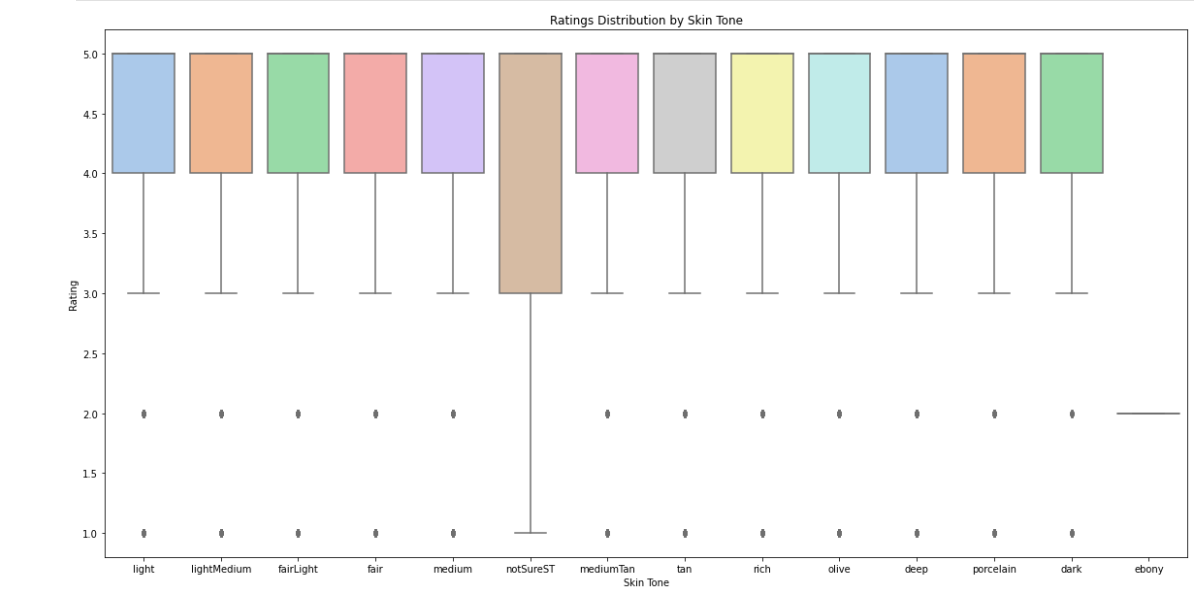 Ratings Distribution by Skin Tone
Rating
5.0
4.5
4.0
3.5
3.0
2.5
2.0
1.5
1.0
light lightMedium fairLight fair medium notSureST mediumTan tan rich olive deep porcelain dark ebony
Skin Tone